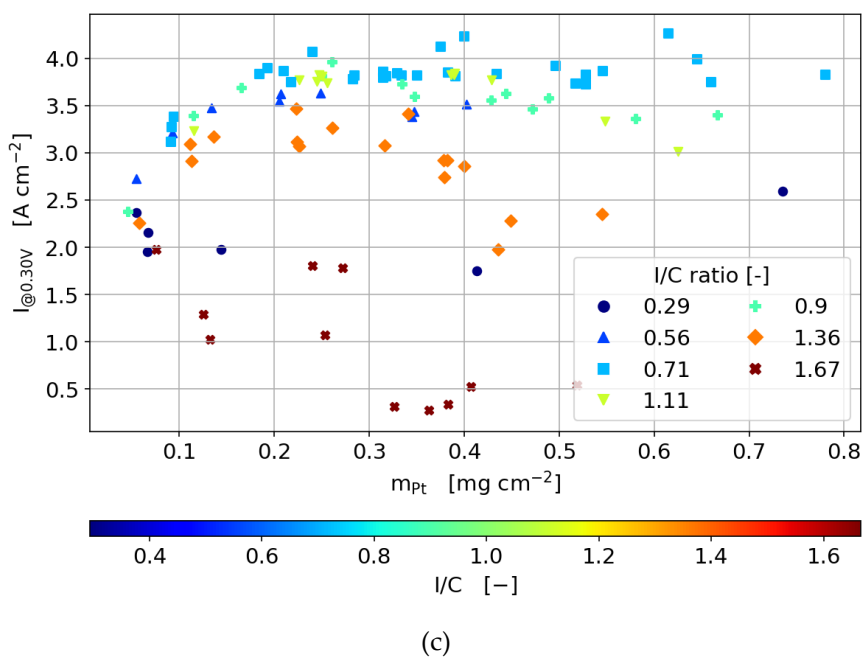 4.0
3.5
3.0
2.5
2.0
1.5
1.0
0.5
I@0.30V [A cm−2]
I/C ratio [-]
0.29 0.9
0.56 1.36
0.71 1.67
1.11
0.1 0.2 0.3 0.4 0.5 0.6 0.7 0.8
mPt [mg cm−2]
0.4 0.6 0.8 1.0 1.2 1.4 1.6
I/C [−]
(c)